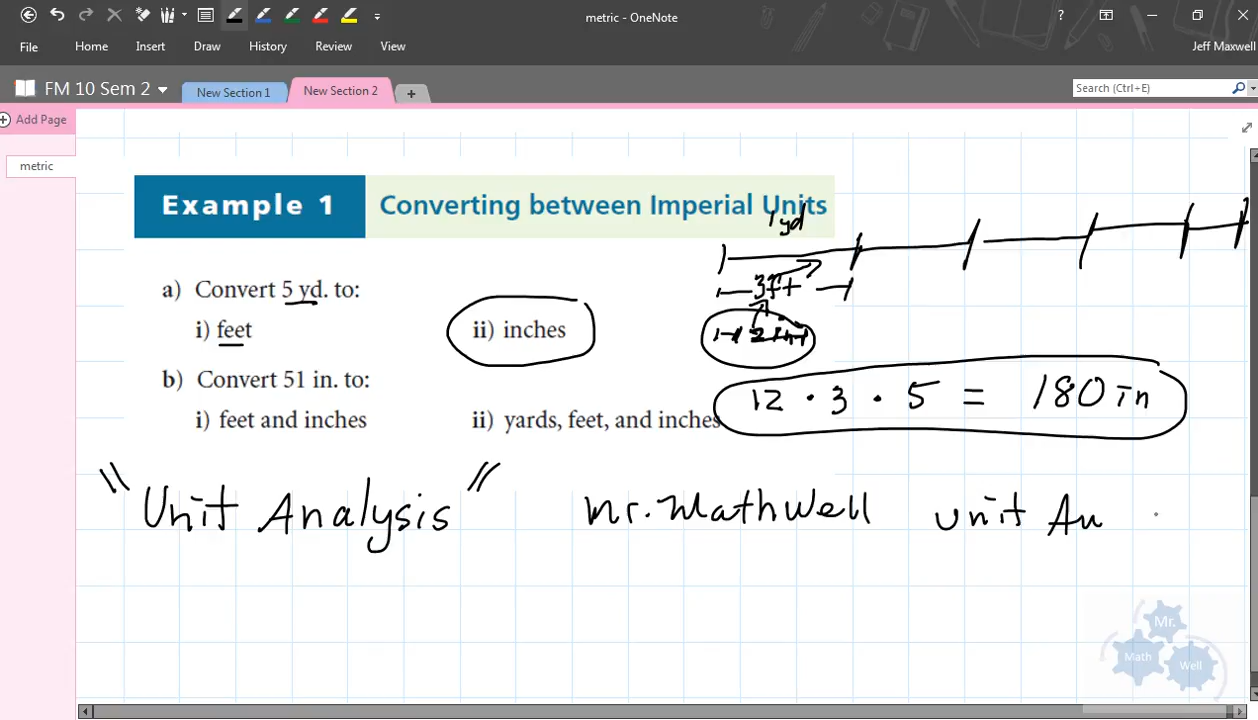 metric - OneNote
?
File Home Insert Draw History Review View
Jeff Maxwell
FM 10 Sem 2 New Section 1 New Section 2 +
Search (Ctrl+E)
Add Page
metric
Example 1 Converting between Imperial Units
1 yd
a) Convert 5 yd. to:
3ft
i) feet ii) inches
12 in
b) Convert 51 in. to:
12 · 3 · 5 = 180 in
i) feet and inches ii) yards, feet, and inches
"Unit Analysis" Mr. MathWell unit An
Mr.
Math Well